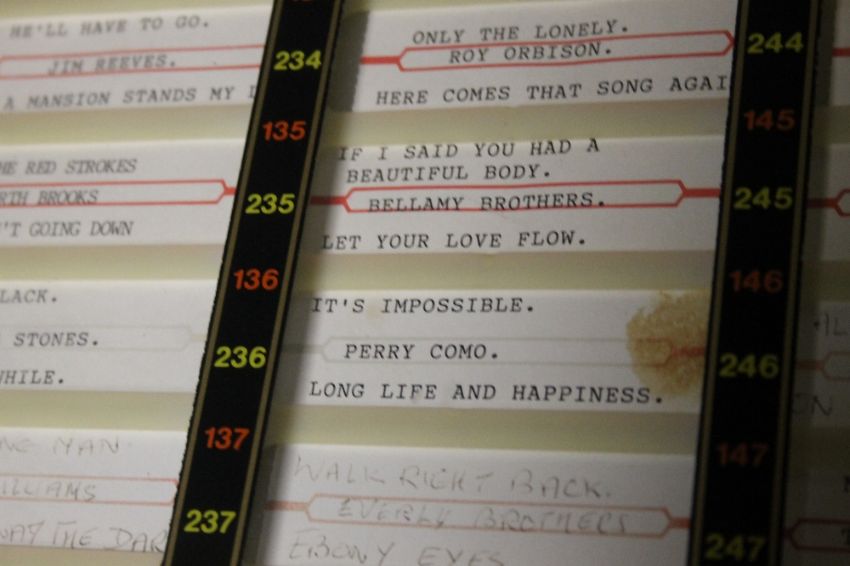 HE'LL HAVE TO GO.
JIM REEVES.
A MANSION STANDS MY
RED STROKES
BROOKS
GOING DOWN
STONES.
MAN
THE
234
135
235
136
236
137
237
ONLY THE LONELY.
ROY ORBISON.
HERE COMES THAT SONG AGAI
IF I SAID YOU HAD A
BEAUTIFUL BODY.
BELLAMY BROTHERS.
LET YOUR LOVE FLOW.
IT'S IMPOSSIBLE.
PERRY COMO.
LONG LIFE AND HAPPINESS.
WALK RIGHT BACK.
EVERLY BROTHERS
EBONY EYES
244
145
245
146
246
147
247